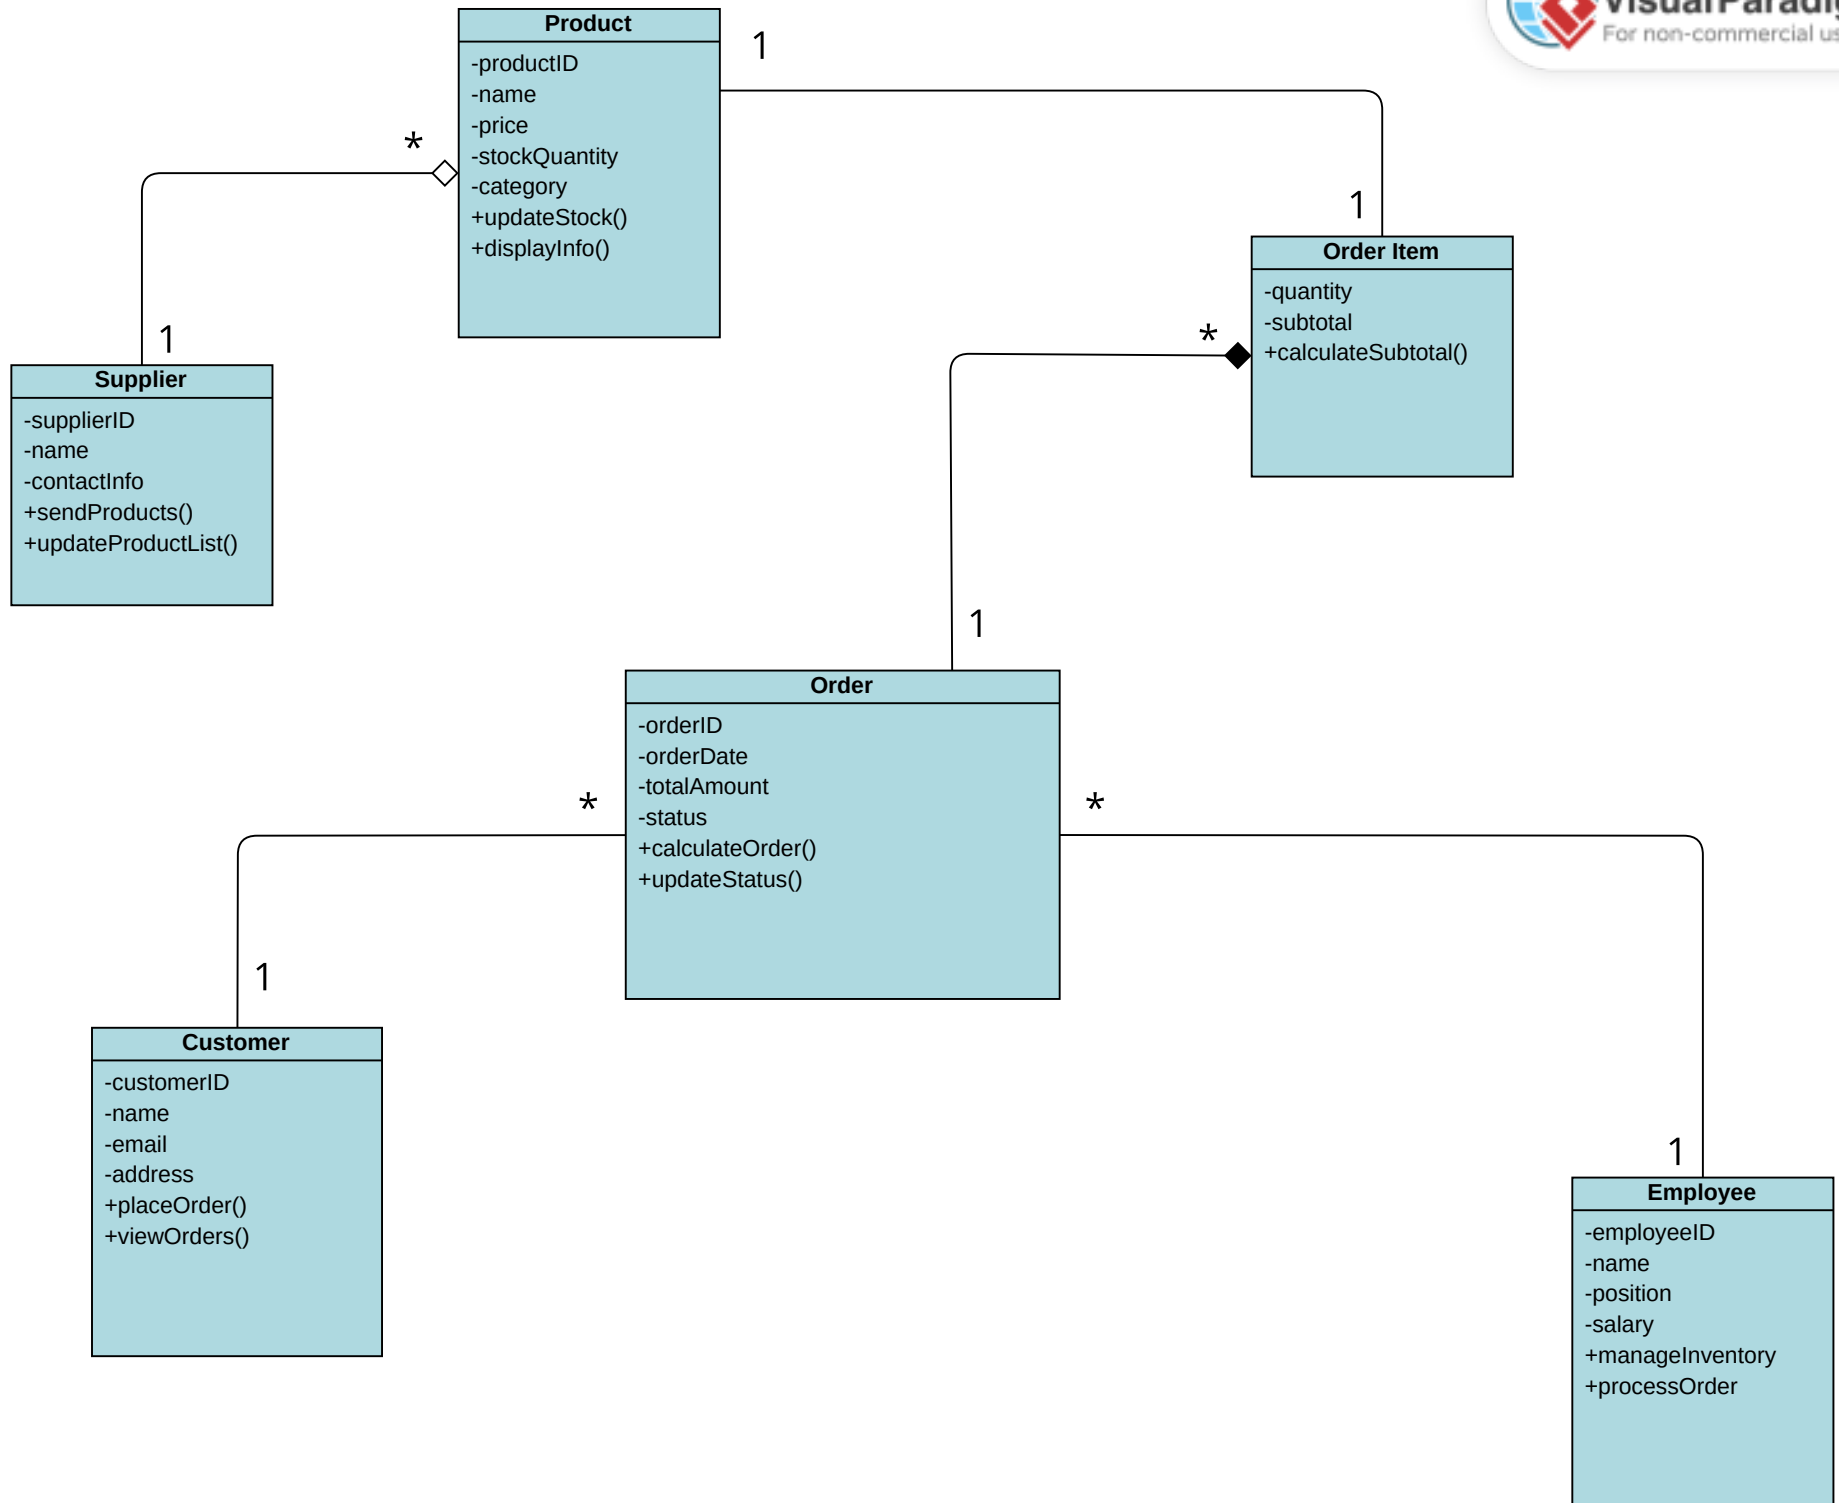 Product
-productID
-name
-price
-stockQuantity
-category
+updateStock()
+displayInfo()
1
*
1
1
Supplier
-supplierID
-name
-contactInfo
+sendProducts()
+updateProductList()
Order Item
-quantity
-subtotal
+calculateSubtotal()
*
1
Order
-orderID
-orderDate
-totalAmount
-status
+calculateOrder()
+updateStatus()
*
*
1
1
Customer
-customerID
-name
-email
-address
+placeOrder()
+viewOrders()
Employee
-employeeID
-name
-position
-salary
+manageInventory
+processOrder
For non-commercial